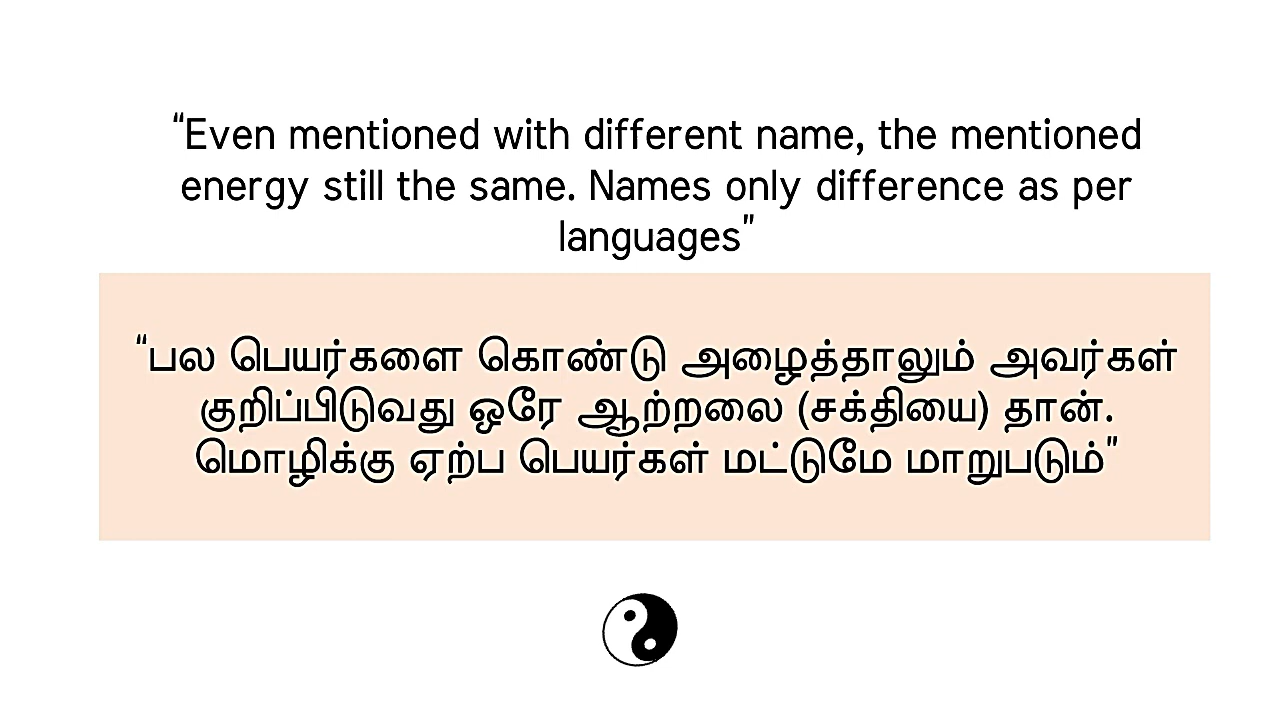 “Even mentioned with different name, the mentioned
energy still the same. Names only difference as per
languages”
“பல பெயர்களை கொண்டு அழைத்தாலும் அவர்கள்
குறிப்பிடுவது ஒரே ஆற்றலை (சக்தியை) தான்.
மொழிக்கு ஏற்ப பெயர்கள் மட்டுமே மாறுபடும்”